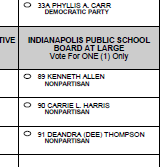 33A PHYLLIS A. CARR
DEMOCRATIC PARTY
TIVE
INDIANAPOLIS PUBLIC SCHOOL
BOARD AT LARGE
Vote For ONE (1) Only
89 KENNETH ALLEN
NONPARTISAN
90 CARRIE L. HARRIS
NONPARTISAN
91 DEANDRA (DEE) THOMPSON
NONPARTISAN